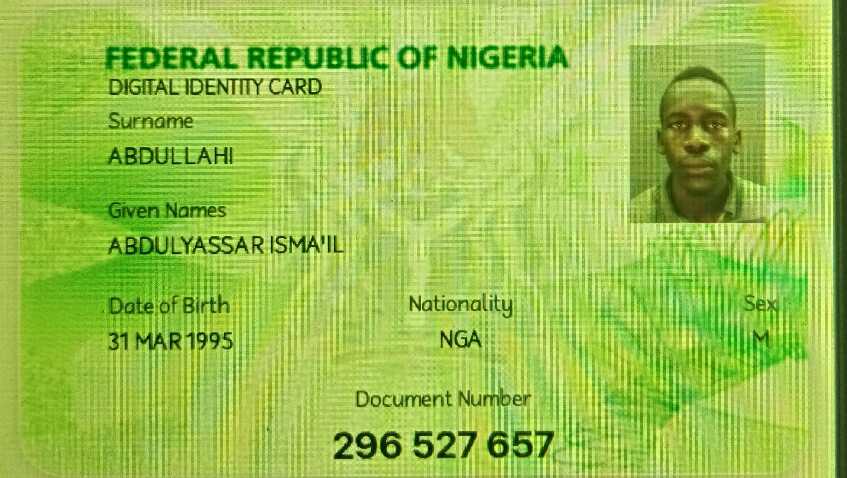 FEDERAL REPUBLIC OF NIGERIA
DIGITAL IDENTITY CARD
Surname
ABDULLAHI
Given Names
ABDULYASSAR ISMA'IL
Date of Birth Nationality Sex
31 MAR 1995 NGA M
Document Number
296 527 657